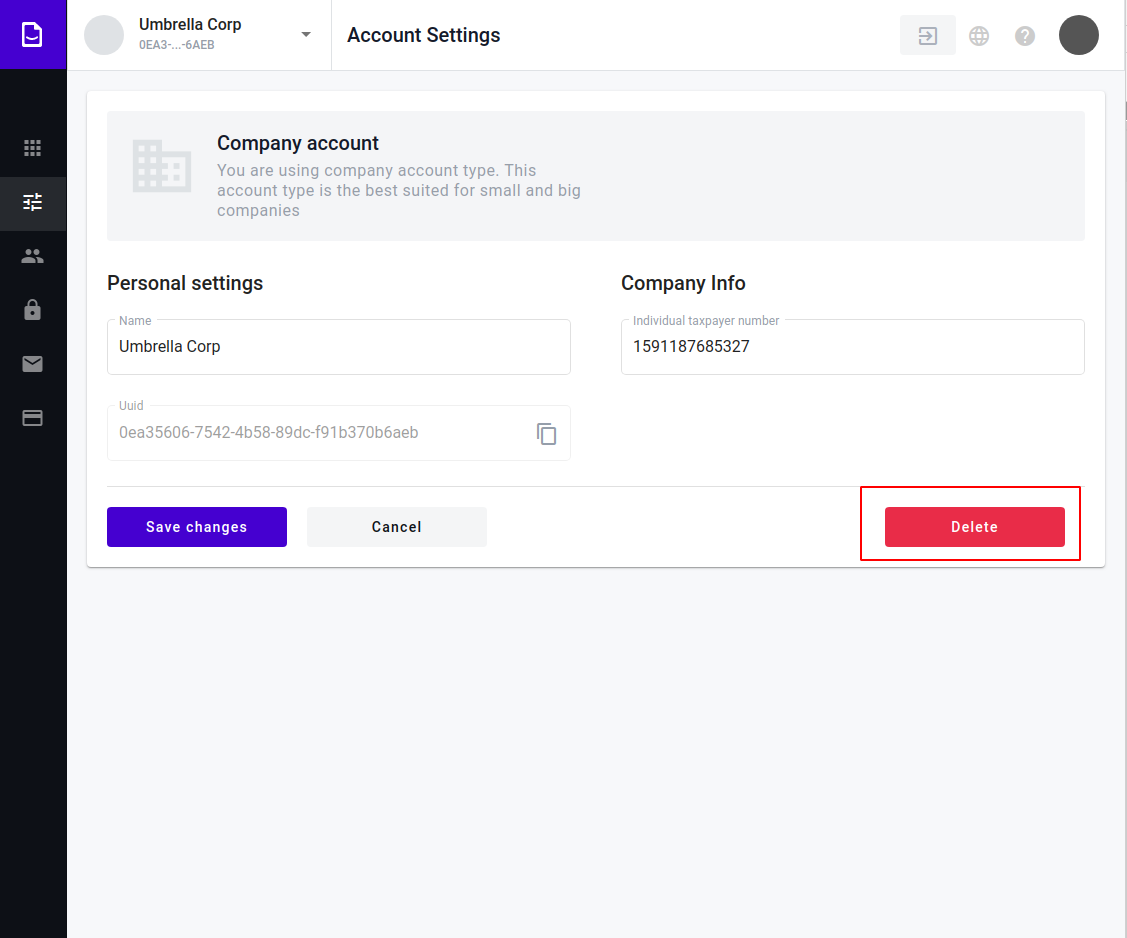 Umbrella Corp
0EA3-...-6AEB
Account Settings
Company account
You are using company account type. This
account type is the best suited for small and big
companies
Personal settings
Company Info
Name
Umbrella Corp
Individual taxpayer number
1591187685327
Uuid
0ea35606-7542-4b58-89dc-f91b370b6aeb
Save changes
Cancel
Delete